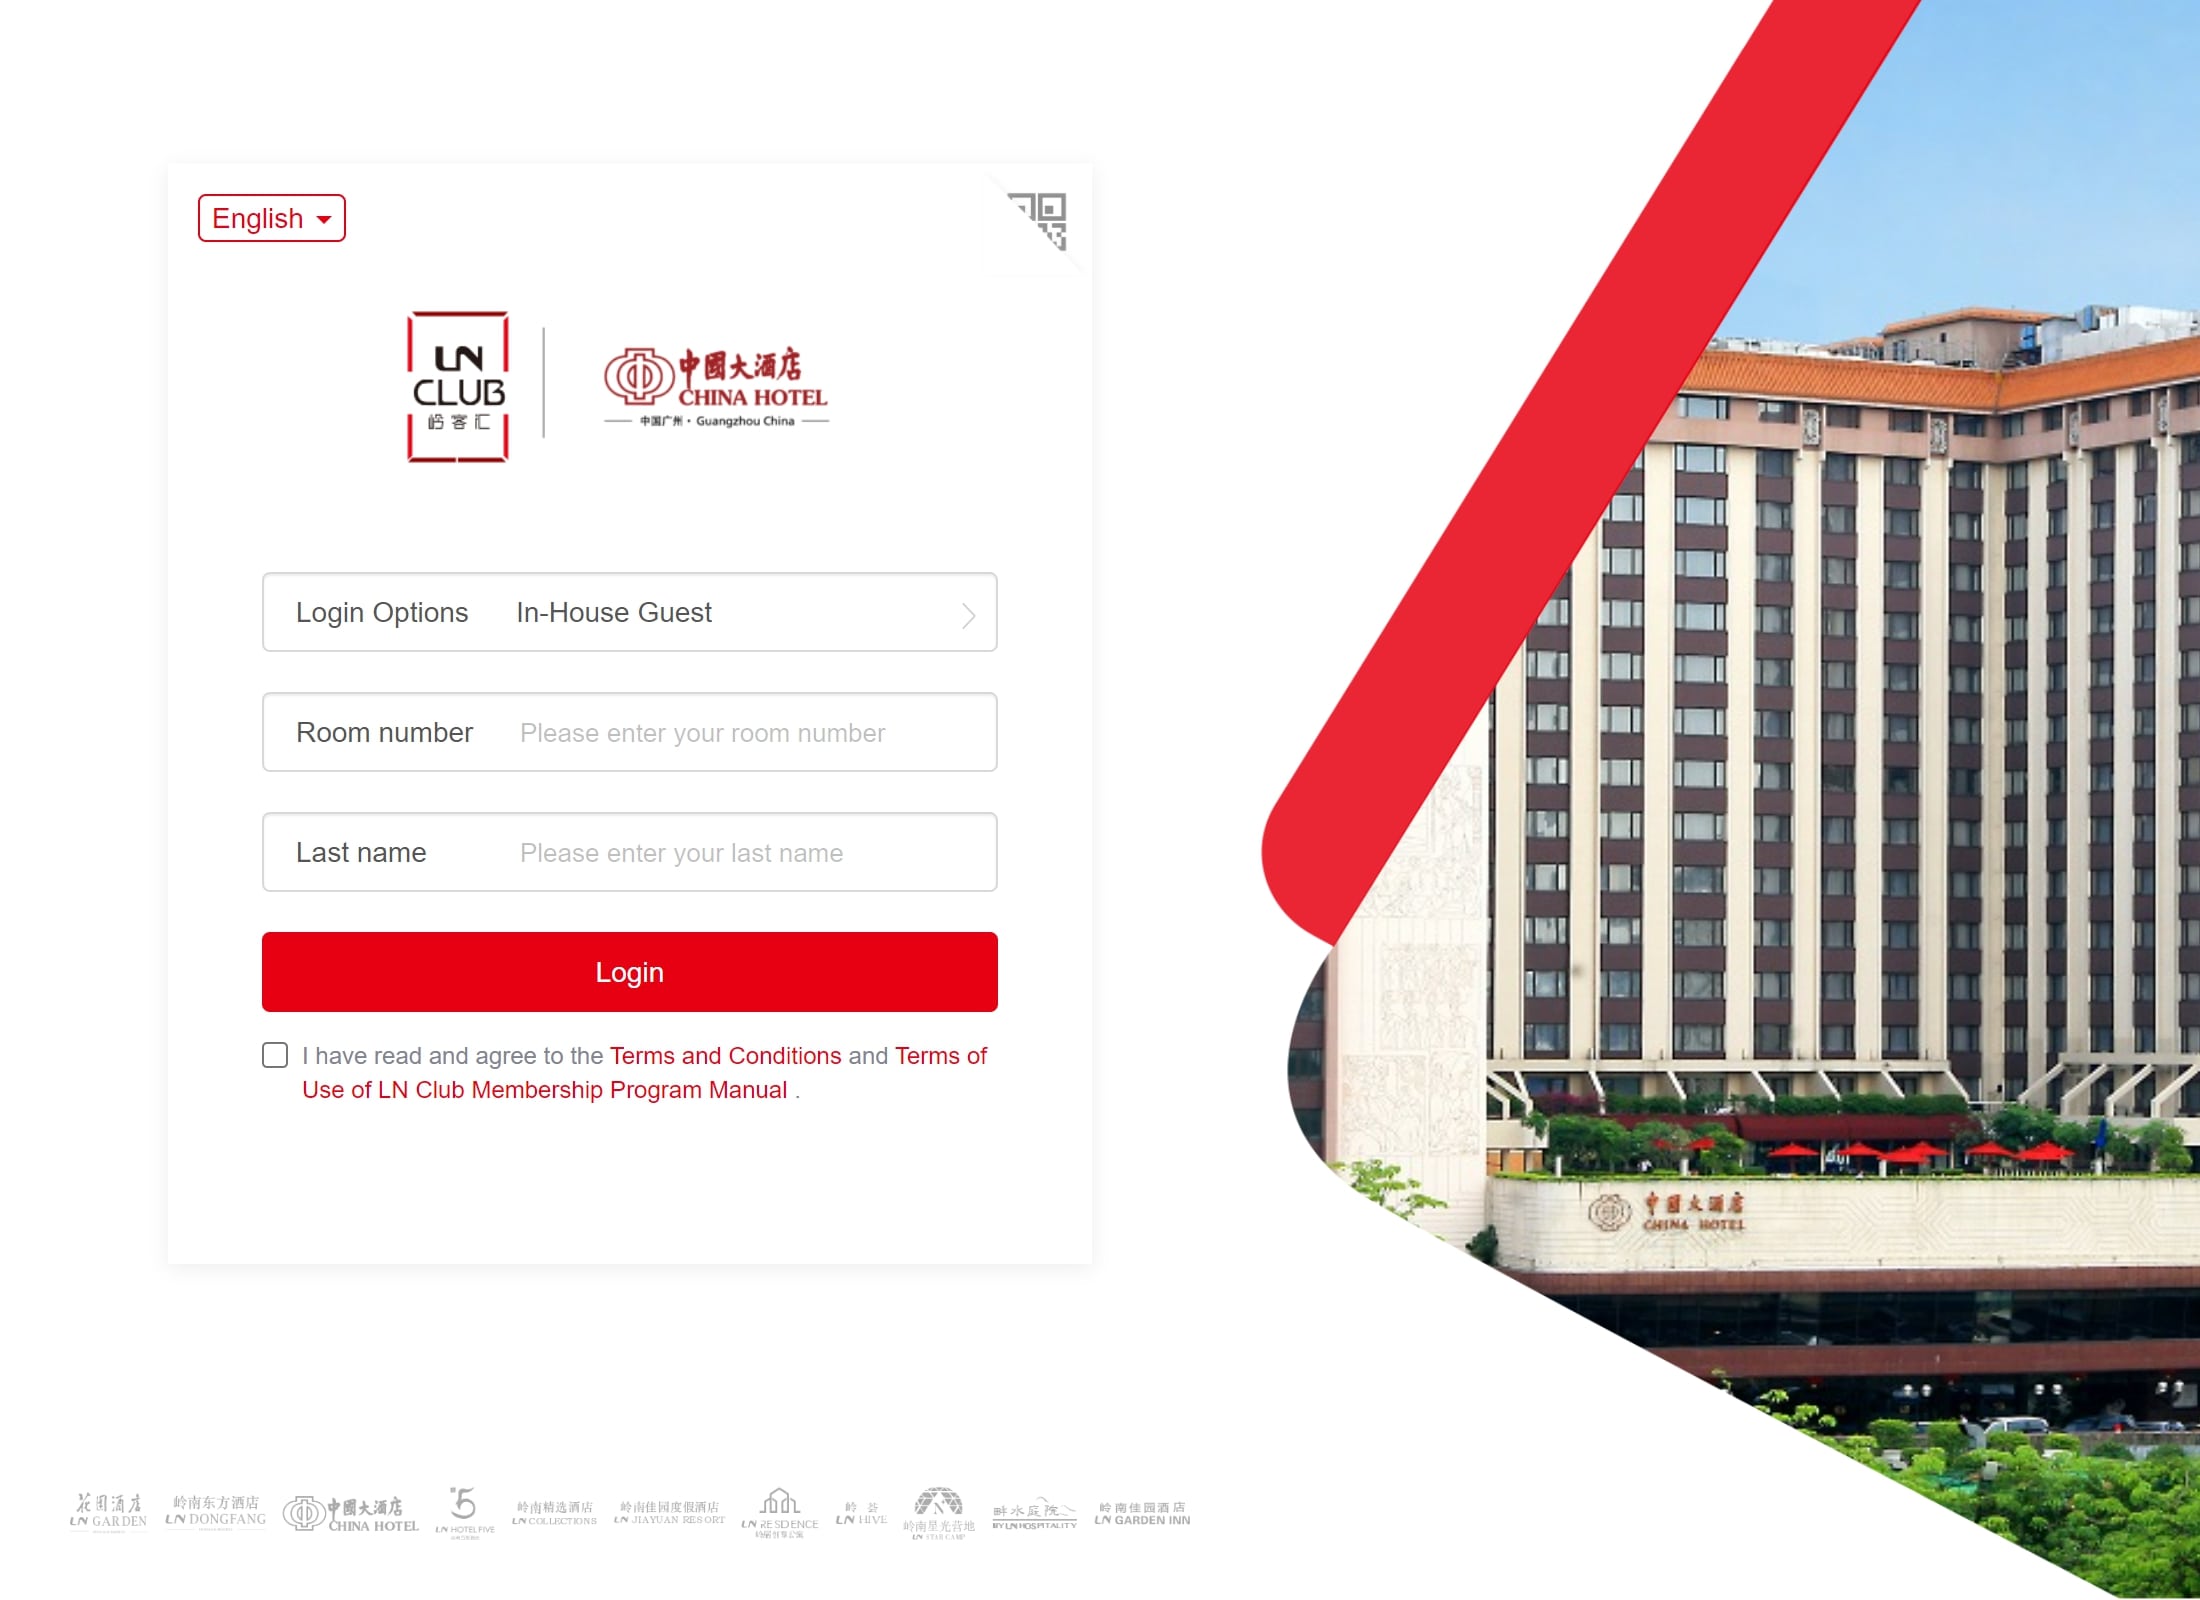 English
LN
CLUB
岭客汇
中國大酒店
CHINA HOTEL
中国广州 · Guangzhou China
Login Options In-House Guest
Room number Please enter your room number
Last name Please enter your last name
Login
I have read and agree to the Terms and Conditions and Terms of
Use of LN Club Membership Program Manual .
中國大酒店
CHINA HOTEL
花园酒店
LN GARDEN
岭南东方酒店
LN DONGFANG
中國大酒店
CHINA HOTEL
5
LN HOTEL FIVE
岭南精选酒店
LN COLLECTIONS
岭南佳园度假酒店
LN JIAYUAN RESORT
LN RESIDENCE
岭荟
LN HIVE
岭南星光营地
LN STAR CAMP
畔水庭院
BY LN HOSPITALITY
岭南佳园酒店
LN GARDEN INN